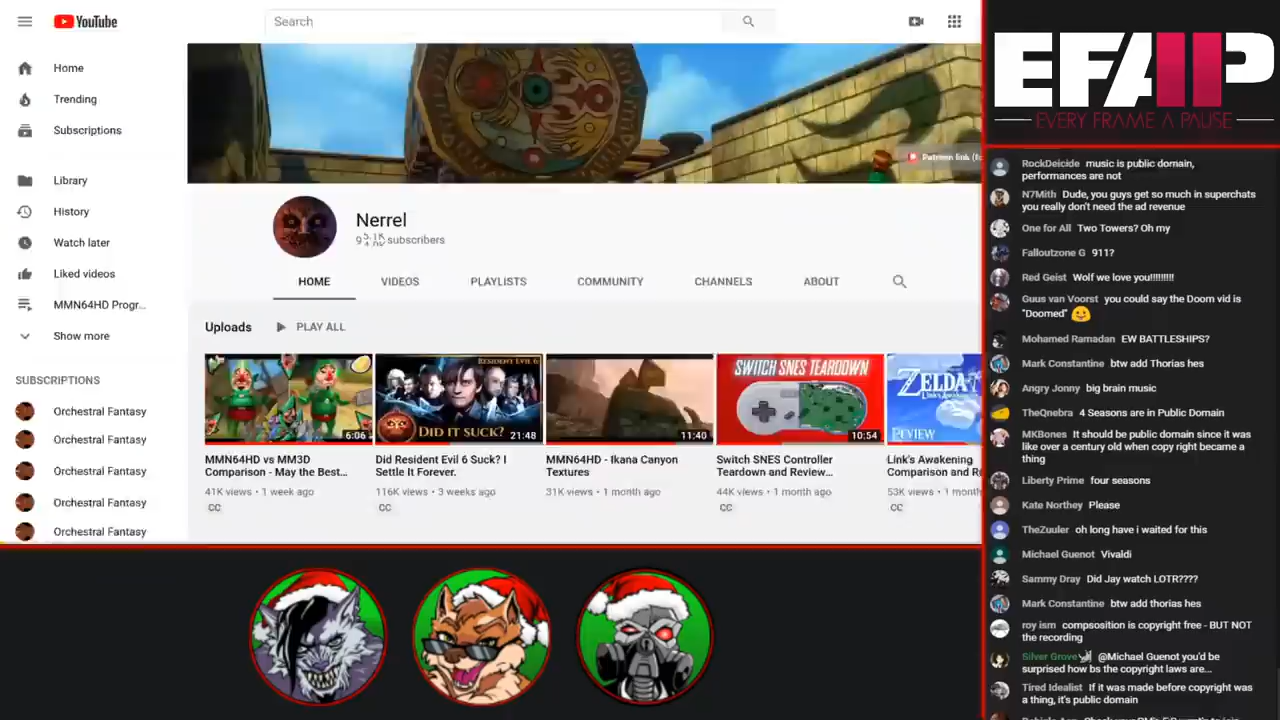 YouTube
Search
Home
Trending
Subscriptions
Library
History
Watch later
Liked videos
MMN64HD Progr...
Show more
SUBSCRIPTIONS
Orchestral Fantasy
Orchestral Fantasy
Orchestral Fantasy
Orchestral Fantasy
Orchestral Fantasy
Patreon link
Nerrel
subscribers
HOME VIDEOS PLAYLISTS COMMUNITY CHANNELS ABOUT
Uploads PLAY ALL
6:06
RESIDENT EVIL 6
DID IT SUCK?
21:48
11:40
SWITCH SNES TEARDOWN
10:54
ZELDA
Link's Awakening
REVIEW
MMN64HD vs MM3D
Comparison - May the Best...
41K views • 1 week ago
CC
Did Resident Evil 6 Suck? I
Settle It Forever.
116K views • 3 weeks ago
CC
MMN64HD - Ikana Canyon
Textures
31K views • 1 month ago
Switch SNES Controller
Teardown and Review...
44K views • 1 month ago
CC
Link's Awakening
Comparison and R
53K views • 1 month
CC
EFAP
EVERY FRAME A PAUSE
RockDeicide music is public domain,
performances are not
N7Mith Dude, you guys get so much in superchats
you really don't need the ad revenue
One for All Two Towers? Oh my
Falloutzone G 911?
Red Geist Wolf we love you!!!!!!!!!
Guus van Voorst you could say the Doom vid is
"Doomed"
Mohamed Ramadan EW BATTLESHIPS?
Mark Constantine btw add Thorias hes
Angry Jonny big brain music
TheQnebra 4 Seasons are in Public Domain
MKBones It should be public domain since it was
like over a century old when copy right became a
thing
Liberty Prime four seasons
Kate Northey Please
TheZuuler oh long have i waited for this
Michael Guenot Vivaldi
Sammy Dray Did Jay watch LOTR????
Mark Constantine btw add thorias hes
roy ism compsosition is copyright free - BUT NOT
the recording
Silver Grove @Michael Guenot you'd be
surprised how bs the copyright laws are...
Tired Idealist If it was made before copyright was
a thing, it's public domain